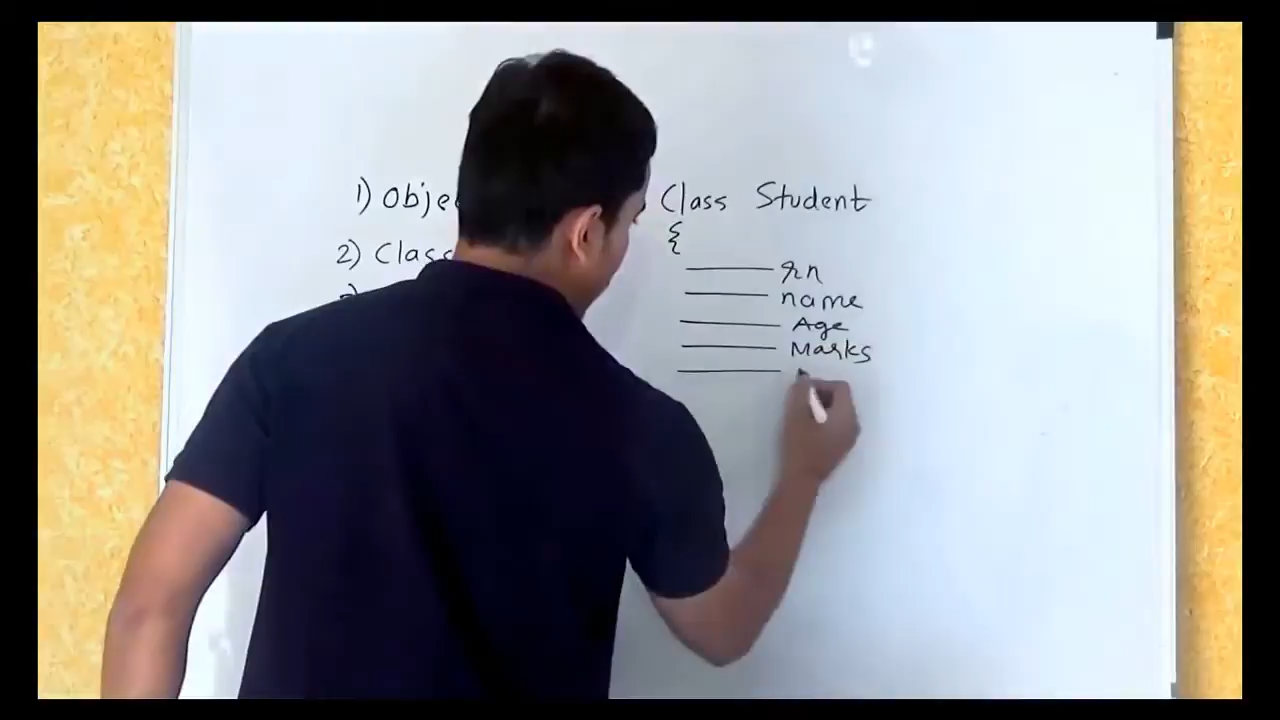 1) Obje
2) Class
Class Student
{
rn
name
Age
Marks